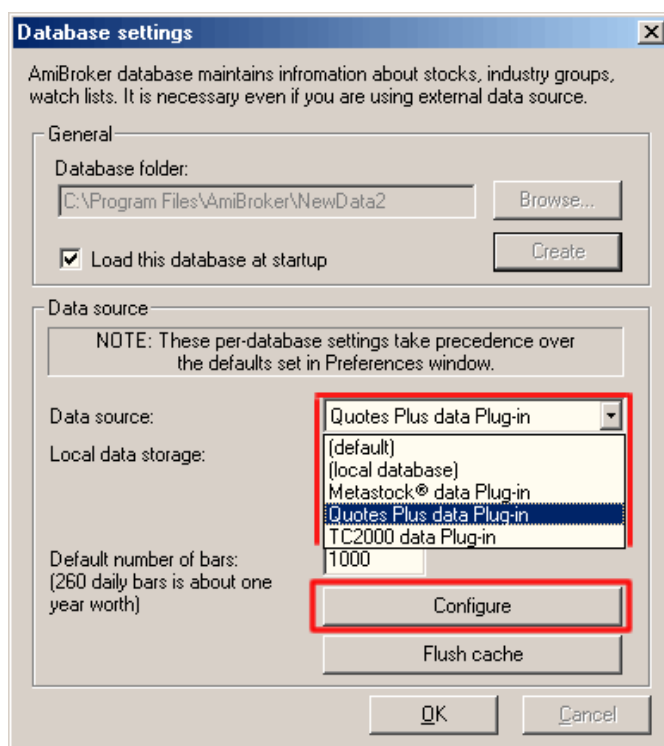 Database settings
AmiBroker database maintains infromation about stocks, industry groups,
watch lists. It is necessary even if you are using external data source.
General
Database folder:
C:\Program Files\AmiBroker\NewData2
Browse...
Load this database at startup
Create
Data source
NOTE: These per-database settings take precedence over
the defaults set in Preferences window.
Data source:
Quotes Plus data Plug-in
Local data storage:
(default)
(local database)
Metastock® data Plug-in
Quotes Plus data Plug-in
TC2000 data Plug-in
Default number of bars:
1000
(260 daily bars is about one
year worth)
Configure
Flush cache
OK
Cancel